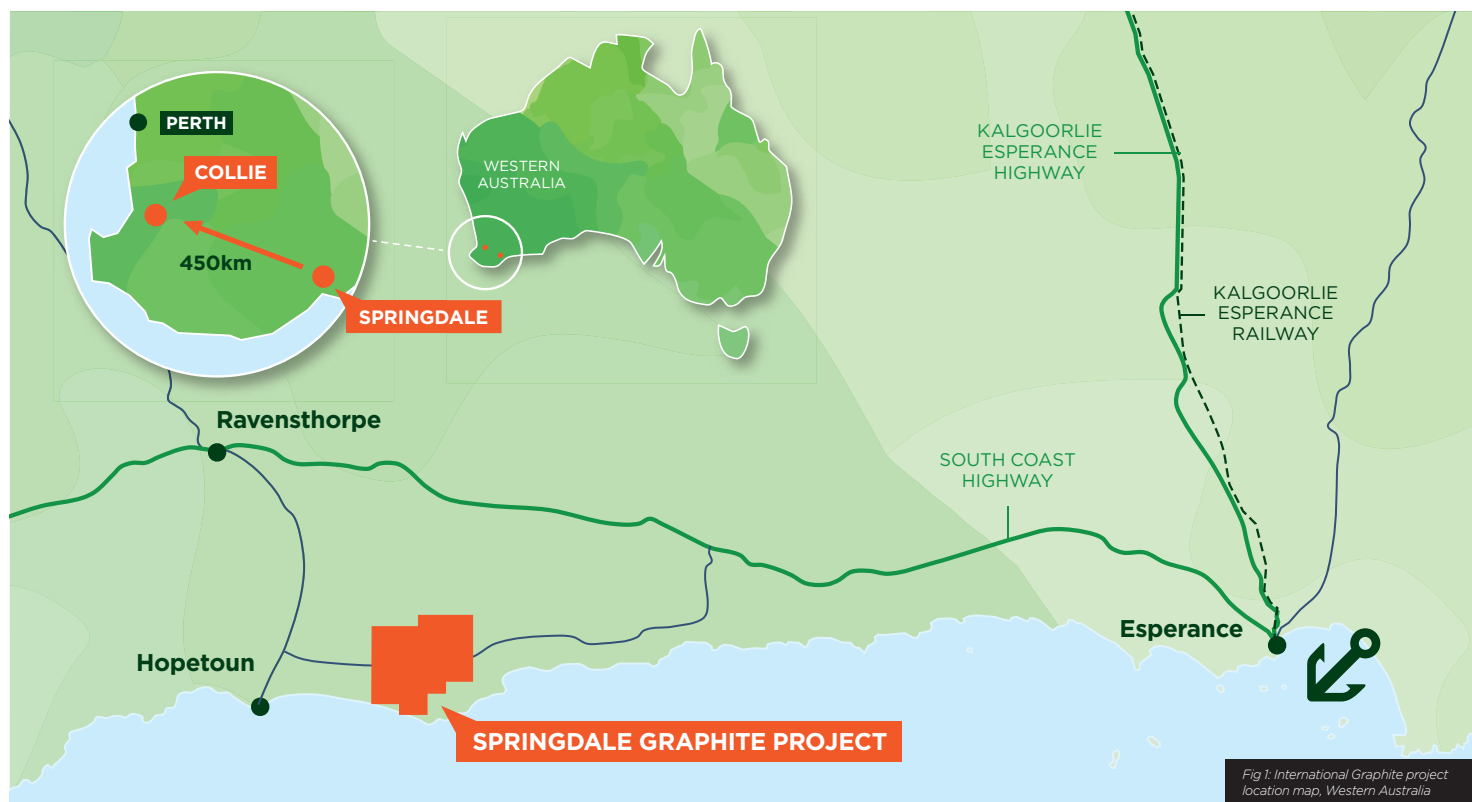 PERTH
COLLIE
450km
SPRINGDALE
WESTERN
AUSTRALIA
KALGOORLIE
ESPERANCE
HIGHWAY
KALGOORLIE
ESPERANCE
RAILWAY
Ravensthorpe
SOUTH COAST
HIGHWAY
Esperance
Hopetoun
SPRINGDALE GRAPHITE PROJECT
Fig 1: International Graphite project
location map, Western Australia